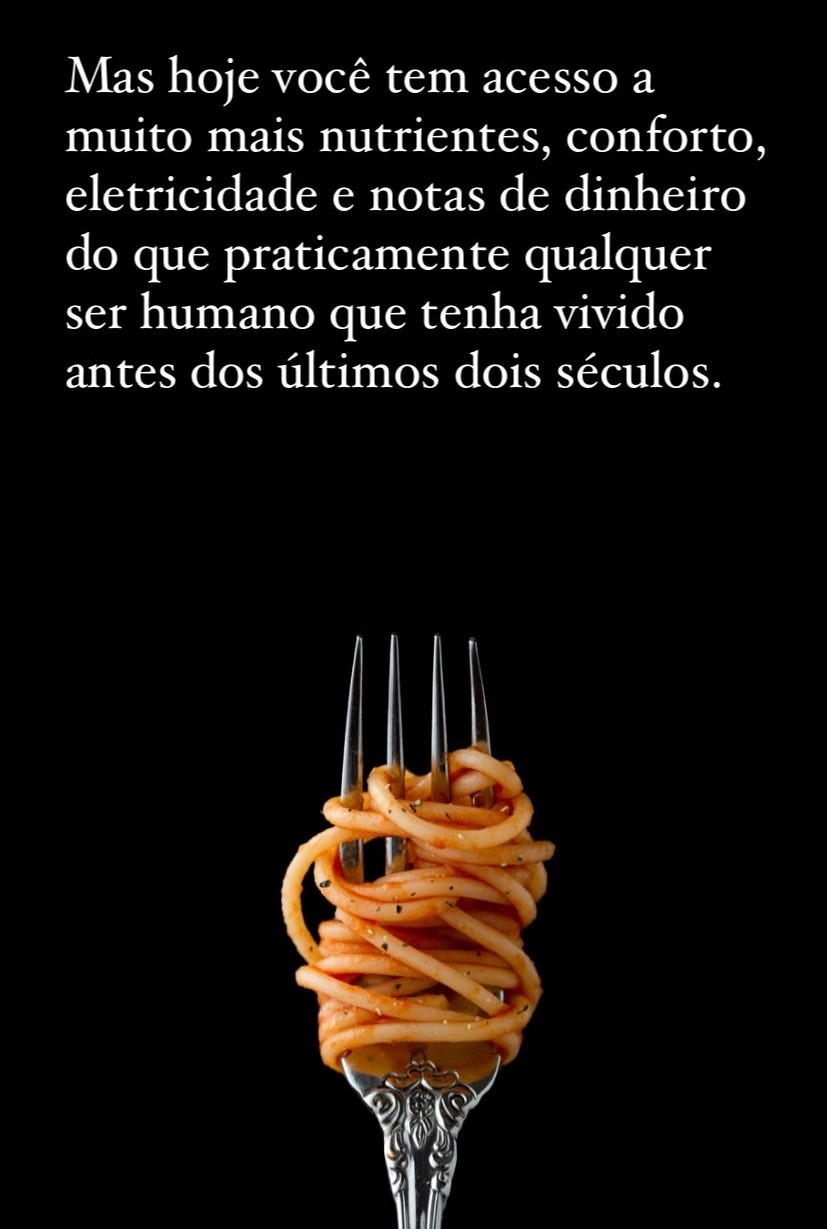 Mas hoje você tem acesso a
muito mais nutrientes, conforto,
eletricidade e notas de dinheiro
do que praticamente qualquer
ser humano que tenha vivido
antes dos últimos dois séculos.